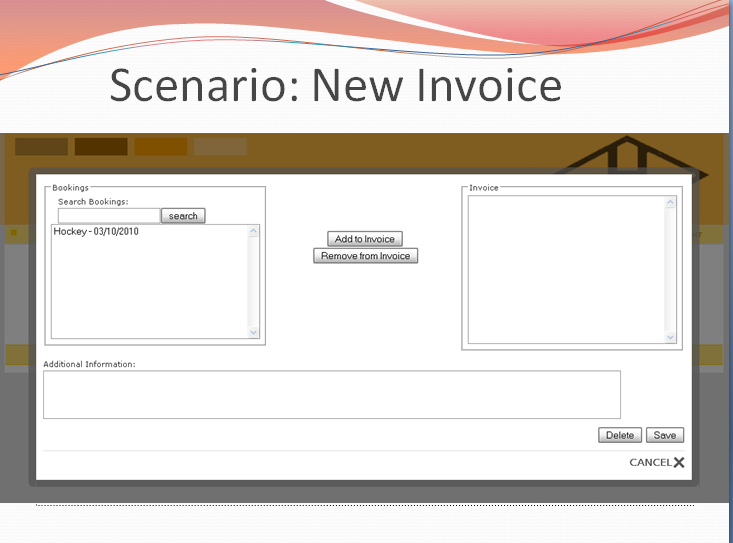 Scenario: New Invoice
Bookings
Search Bookings:
search
Hockey - 03/10/2010
Add to Invoice
Remove from Invoice
Invoice
Additional Information:
Delete
Save
CANCEL